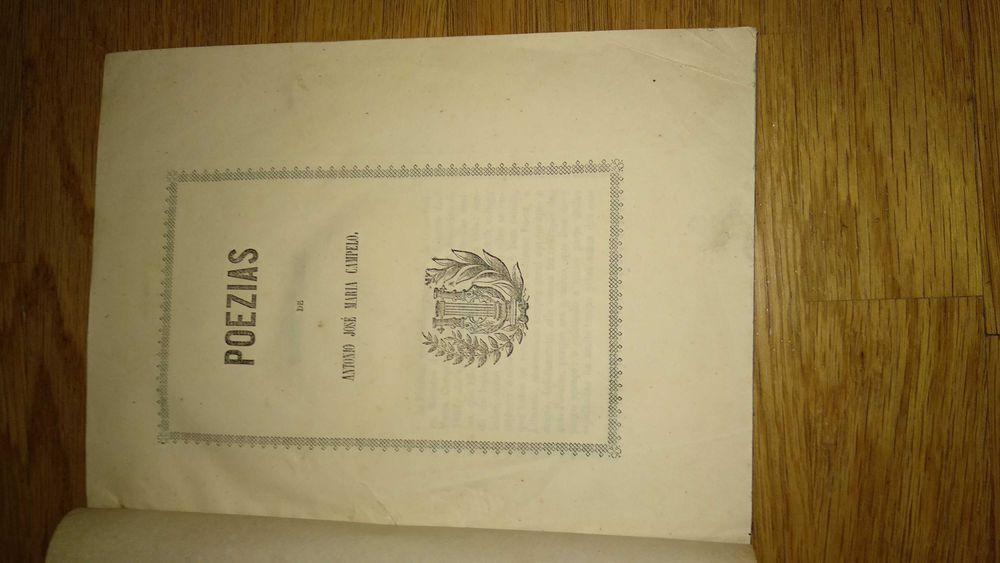 POEZIAS
DE
ANTONIO JOSÉ MARIA CAMPELO.